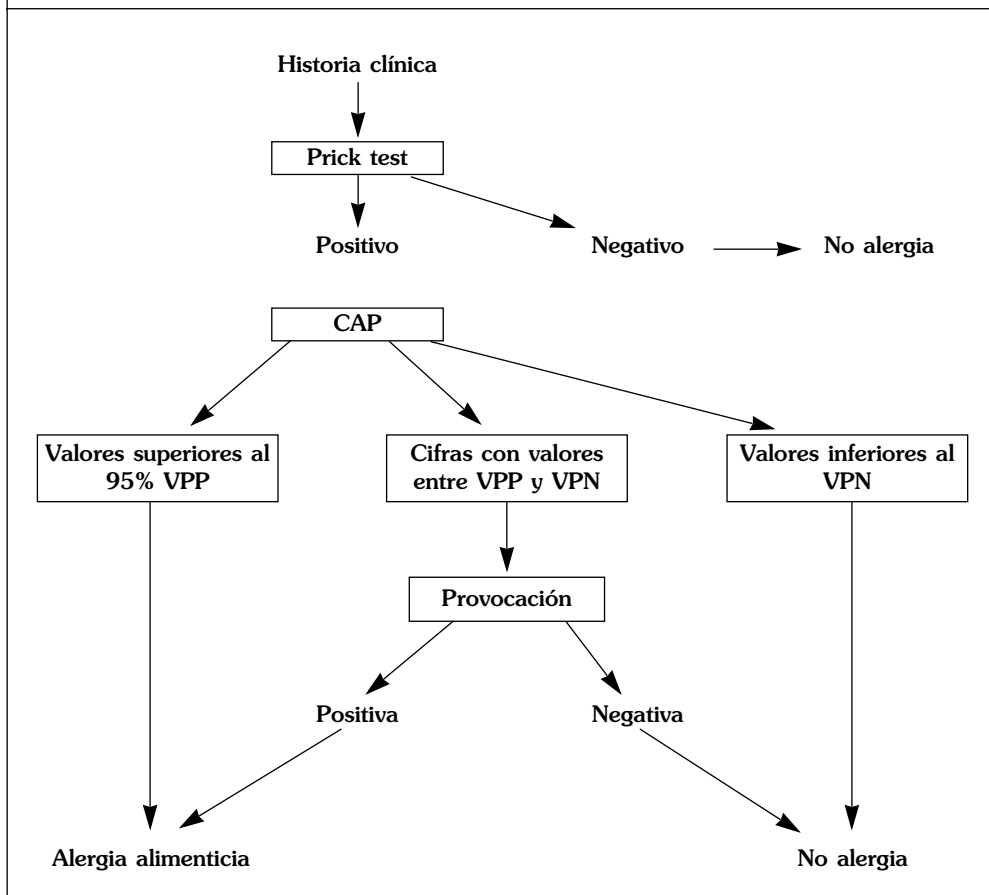 Historia clínica
Prick test
Positivo
Negativo
No alergia
CAP
Valores superiores al
95% VPP
Cifras con valores
entre VPP y VPN
Valores inferiores al
VPN
Provocación
Positiva
Negativa
Alergia alimenticia
No alergia